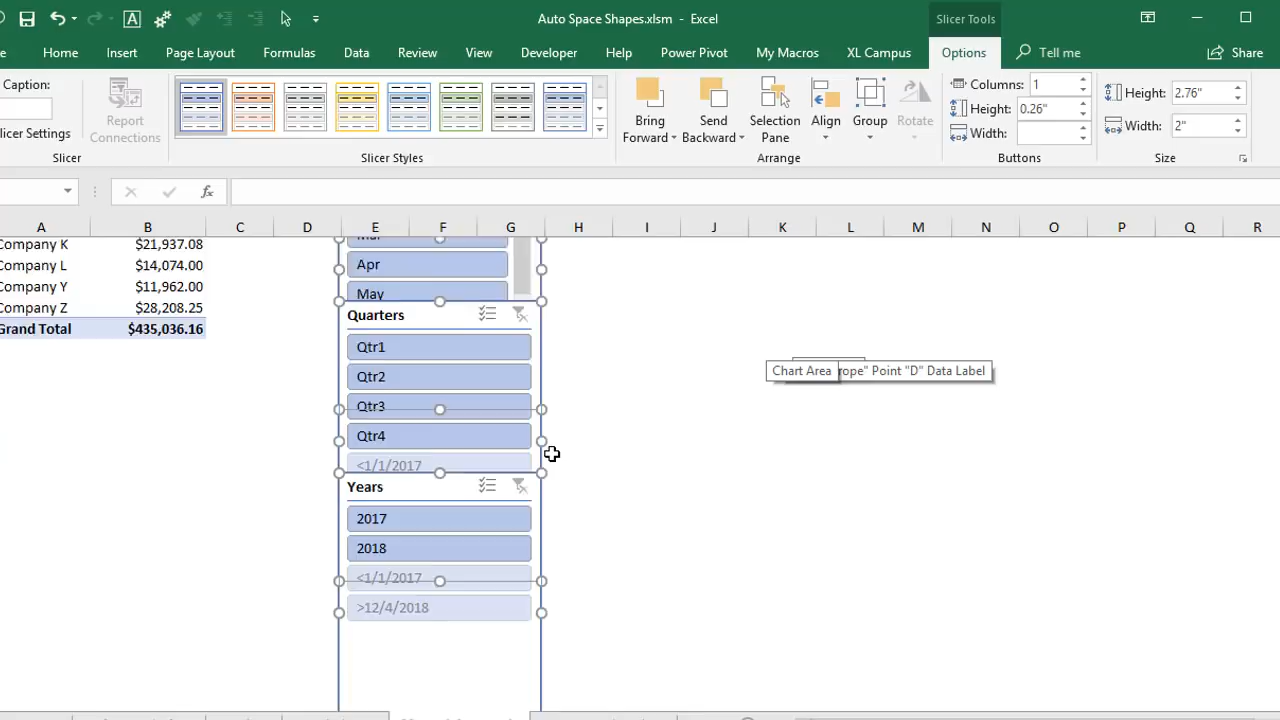 Auto Space Shapes.xlsm - Excel
Slicer Tools
Home Insert Page Layout Formulas Data Review View Developer Help Power Pivot My Macros XL Campus Options Tell me Share
Caption:
Report Connections
licer Settings
Slicer
Slicer Styles
Bring Forward
Send Backward
Selection Pane
Align
Group
Rotate
Arrange
Columns: 1
Height: 0.26"
Width:
Buttons
Height: 2.76"
Width: 2"
Size
fx
A B C D E F G H I J K L M N O P Q R
Company K $21,937.08
Company L $14,074.00
Company Y $11,962.00
Company Z $28,208.25
Grand Total $435,036.16
Apr
May
Quarters
Qtr1
Qtr2
Qtr3
Qtr4
<1/1/2017
Years
2017
2018
<1/1/2017
>12/4/2018
Chart Area rope" Point "D" Data Label